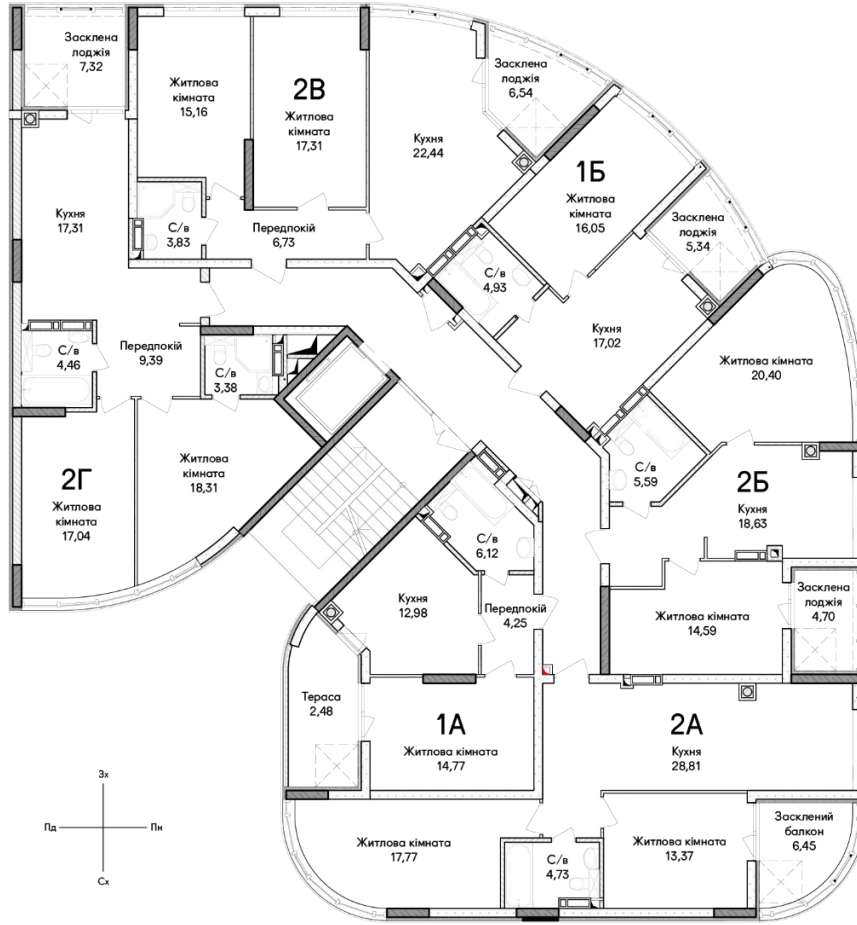 Засклена
лоджія
7,32
Житлова
кімната
15,16
2В
Житлова
кімната
17,31
Кухня
22,44
Засклена
лоджія
6,54
1Б
Житлова
кімната
16,05
Засклена
лоджія
5,34
Кухня
17,31
С/в
3,83
Передпокій
6,73
С/в
4,93
Кухня
17,02
Житлова кімната
20,40
С/в
4,46
Передпокій
9,39
С/в
3,38
2Г
Житлова
кімната
17,04
Житлова
кімната
18,31
С/в
5,59
2Б
Кухня
18,63
С/в
6,12
Кухня
12,98
Передпокій
4,25
Житлова кімната
14,59
Засклена
лоджія
4,70
Тераса
2,48
1А
Житлова кімната
14,77
2А
Кухня
28,81
Житлова кімната
17,77
С/в
4,73
Житлова кімната
13,37
Засклений
балкон
6,45
Зх
Пд
Пн
Сх